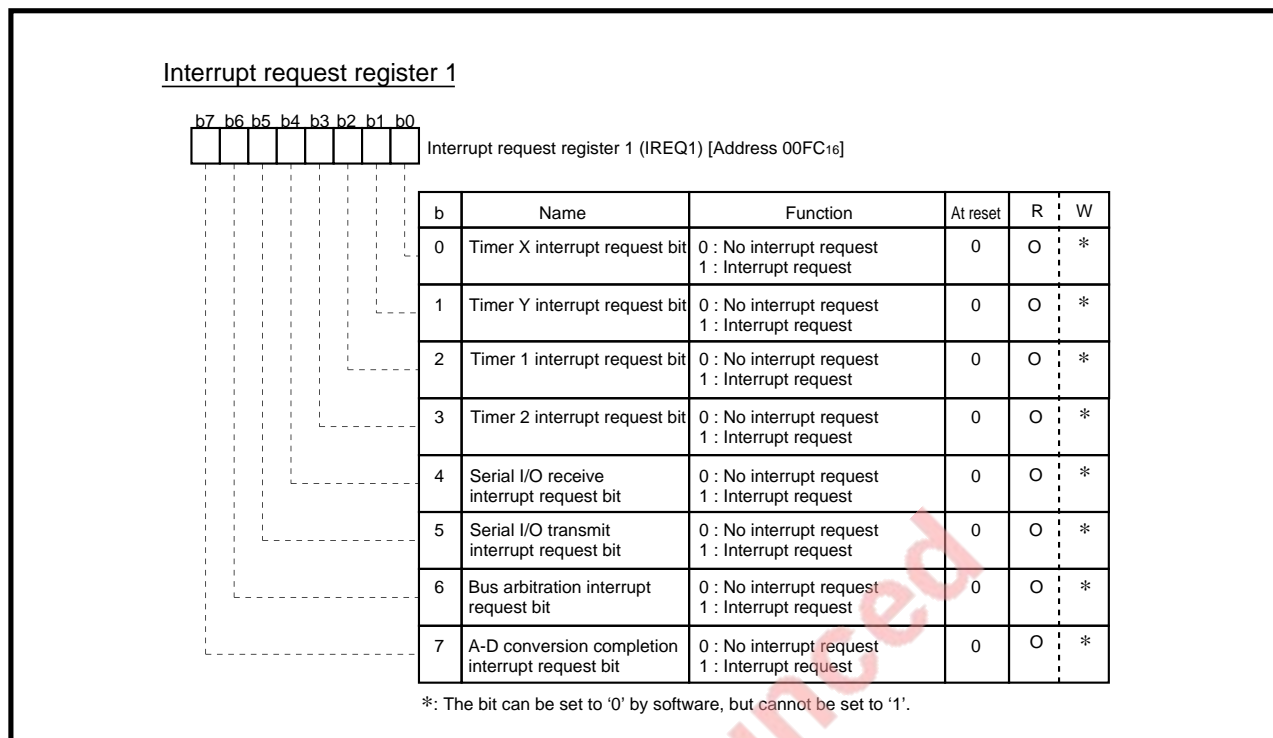 Interrupt request register 1
b7 b6 b5 b4 b3 b2 b1 b0
Interrupt request register 1 (IREQ1) [Address 00FC16]
b Name Function At reset R W
0 Timer X interrupt request bit 0 : No interrupt request 0 O *
1 : Interrupt request
1 Timer Y interrupt request bit 0 : No interrupt request 0 O *
1 : Interrupt request
2 Timer 1 interrupt request bit 0 : No interrupt request 0 O *
1 : Interrupt request
3 Timer 2 interrupt request bit 0 : No interrupt request 0 O *
1 : Interrupt request
4 Serial I/O receive 0 : No interrupt request 0 O *
interrupt request bit 1 : Interrupt request
5 Serial I/O transmit 0 : No interrupt request 0 O *
interrupt request bit 1 : Interrupt request
6 Bus arbitration interrupt 0 : No interrupt request 0 O *
request bit 1 : Interrupt request
7 A-D conversion completion 0 : No interrupt request 0 O *
interrupt request bit 1 : Interrupt request
*: The bit can be set to ‘0’ by software, but cannot be set to ‘1’.
nced